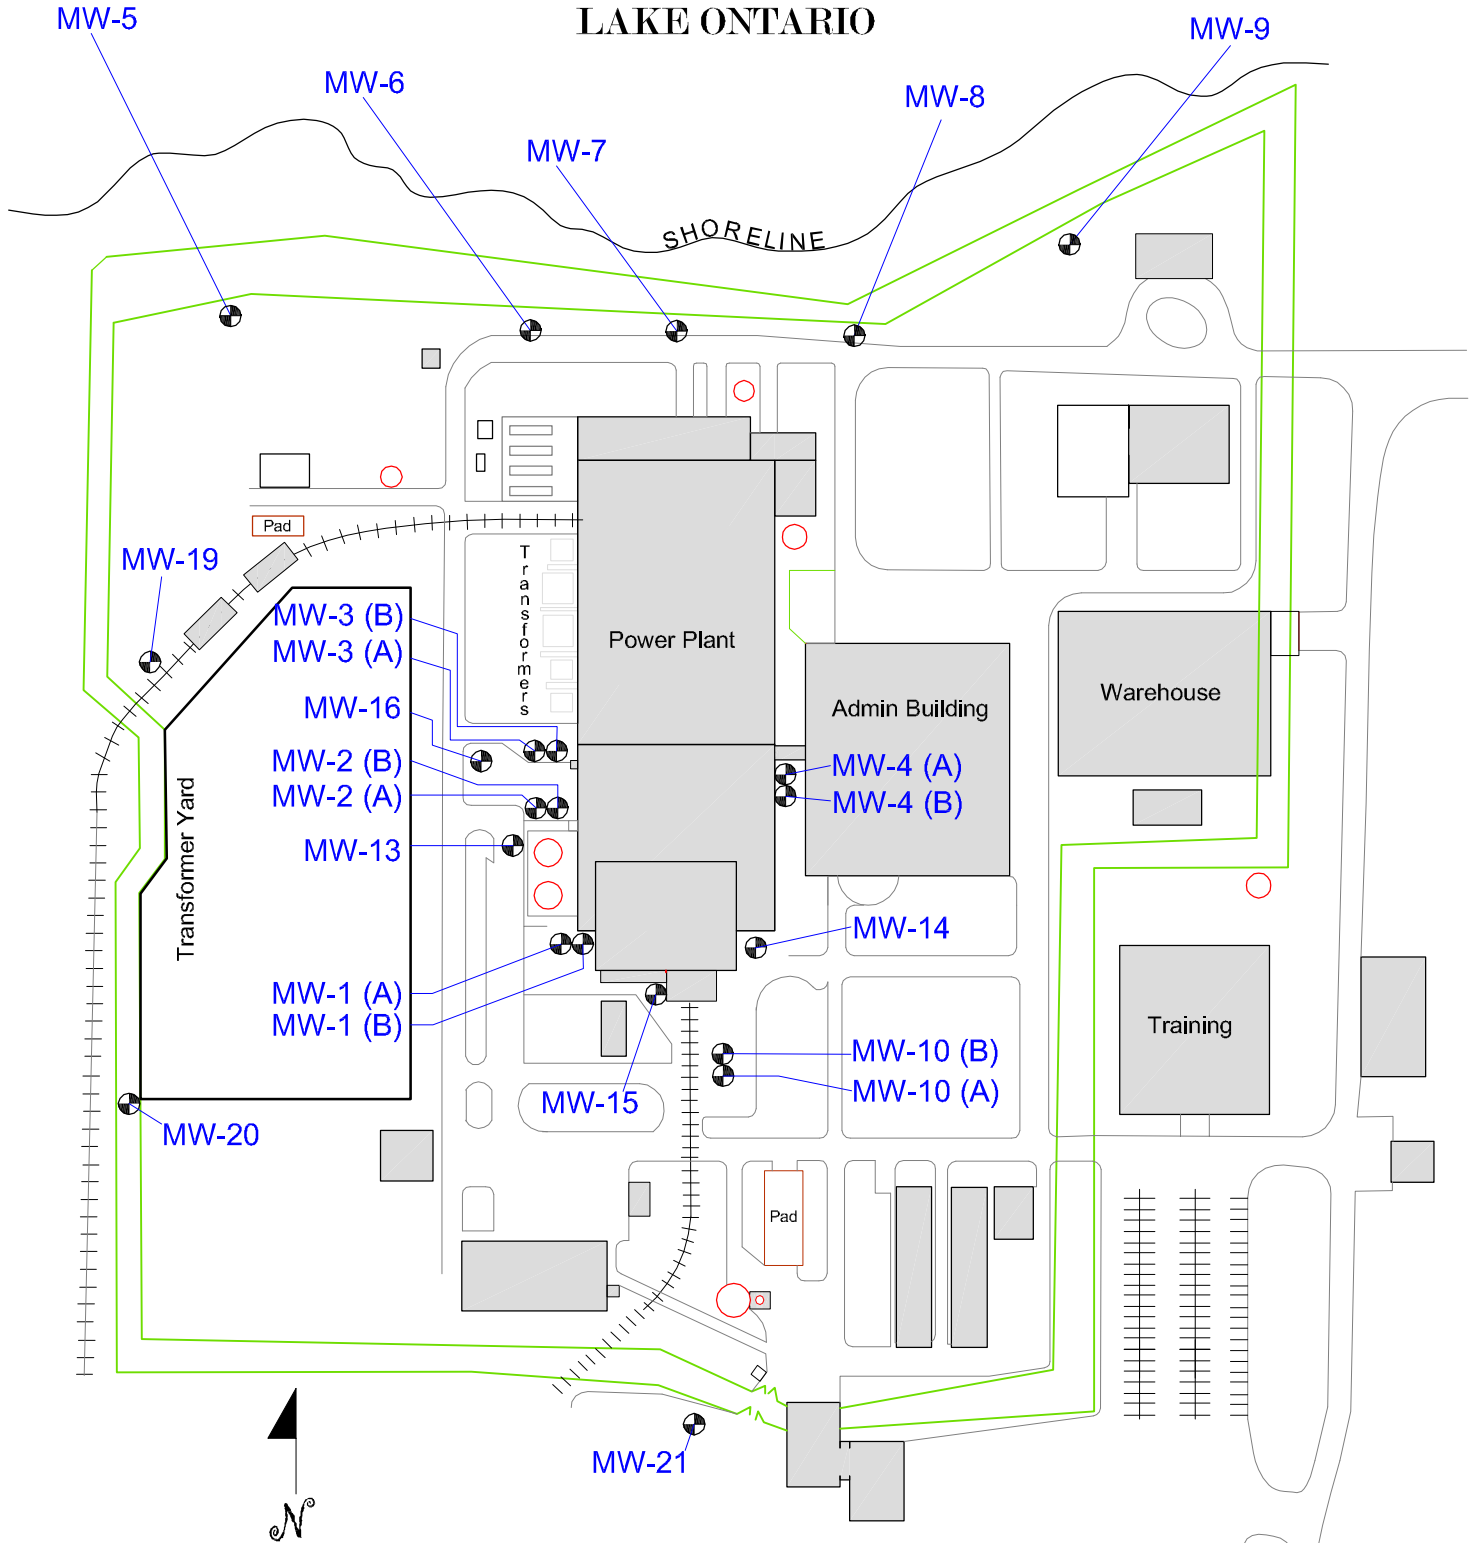 LAKE ONTARIO
MW-5
MW-9
MW-6
MW-8
MW-7
SHORELINE
Pad
MW-19
Transformers
MW-3 (B)
MW-3 (A)
Power Plant
Warehouse
MW-16
Admin Building
MW-2 (B)
MW-4 (A)
MW-2 (A)
MW-4 (B)
MW-13
Transformer Yard
MW-14
MW-1 (A)
MW-1 (B)
Training
MW-10 (B)
MW-10 (A)
MW-15
MW-20
Pad
MW-21
N